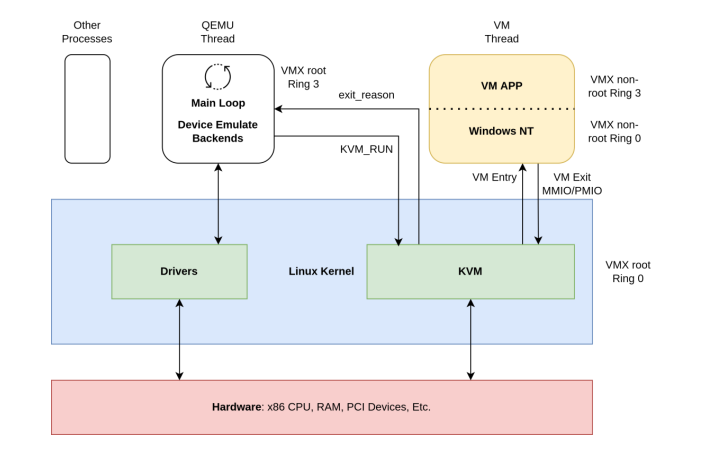 Other
Processes
QEMU
Thread
VM
Thread
VMX root
Ring 3
exit_reason
VM APP
VMX non-
root Ring 3
Main Loop
Device Emulate
Backends
KVM_RUN
Windows NT
VMX non-
root Ring 0
VM Entry
VM Exit
MMIO/PMIO
Drivers
Linux Kernel
KVM
VMX root
Ring 0
Hardware: x86 CPU, RAM, PCI Devices, Etc.